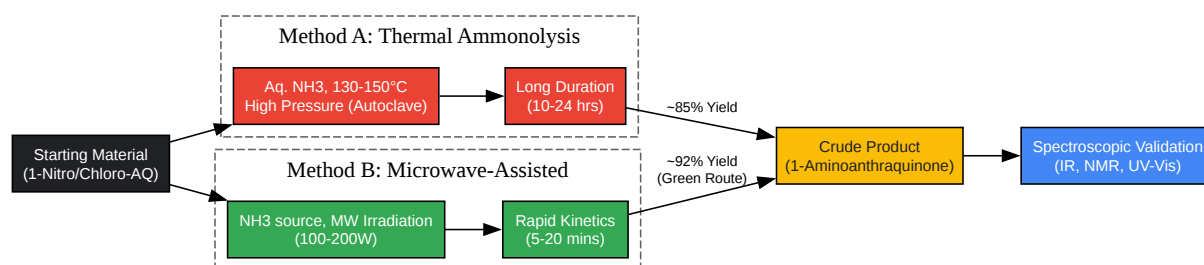 Method A: Thermal Ammonolysis
Aq. NH3, 130-150°C
High Pressure (Autoclave)
Long Duration
(10-24 hrs)
~85% Yield
Starting Material
(1-Nitro/Chloro-AQ)
Method B: Microwave-Assisted
NH3 source, MW Irradiation
(100-200W)
Rapid Kinetics
(5-20 mins)
~92% Yield
(Green Route)
Crude Product
(1-Aminoanthraquinone)
Spectroscopic Validation
(IR, NMR, UV-Vis)